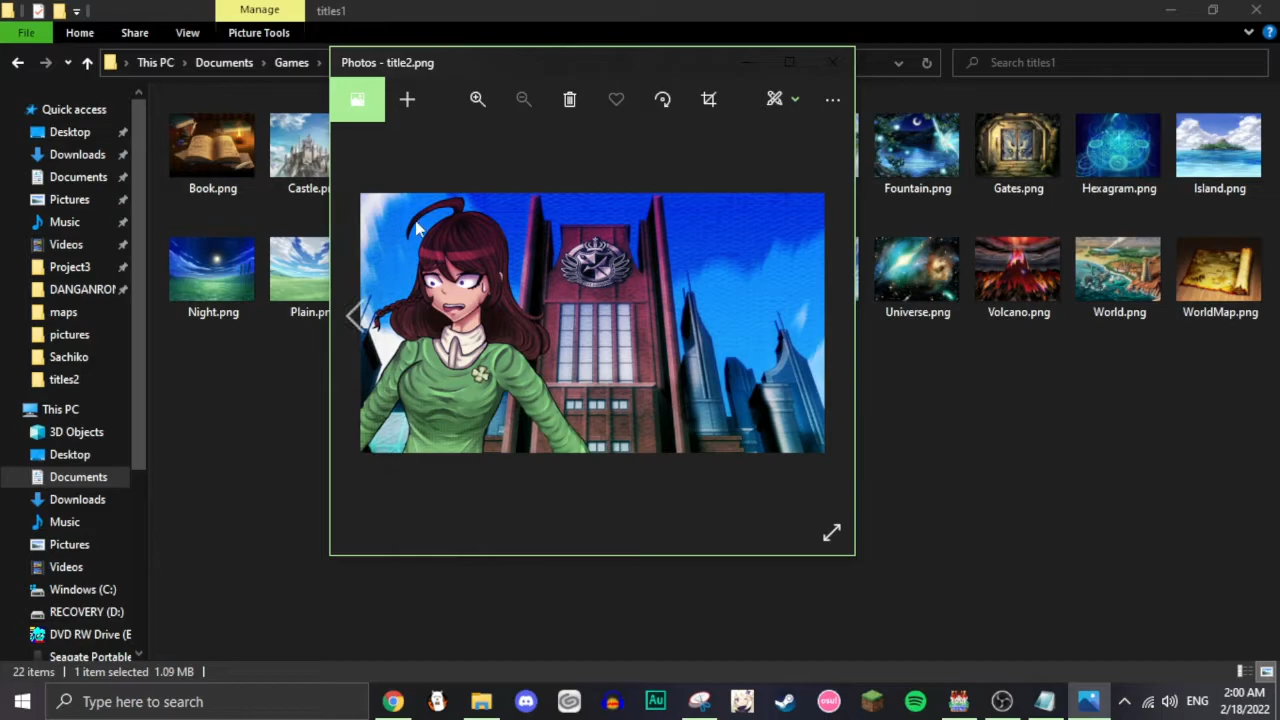 Manage
titles1
File
Home
Share
View
Picture Tools
This PC
Documents
Games
Search titles1
Photos - title2.png
Quick access
Desktop
Downloads
Documents
Pictures
Music
Videos
Project3
DANGANRON
maps
pictures
Sachiko
titles2
This PC
3D Objects
Desktop
Documents
Downloads
Music
Pictures
Videos
Windows (C:)
RECOVERY (D:)
DVD RW Drive (E
Seagate Portable
Book.png
Castle.p
Fountain.png
Gates.png
Hexagram.png
Island.png
Night.png
Plain.pn
Universe.png
Volcano.png
World.png
WorldMap.png
22 items
1 item selected 1.09 MB
Type here to search
Au
osu!
ENG
2:00 AM
2/18/2022